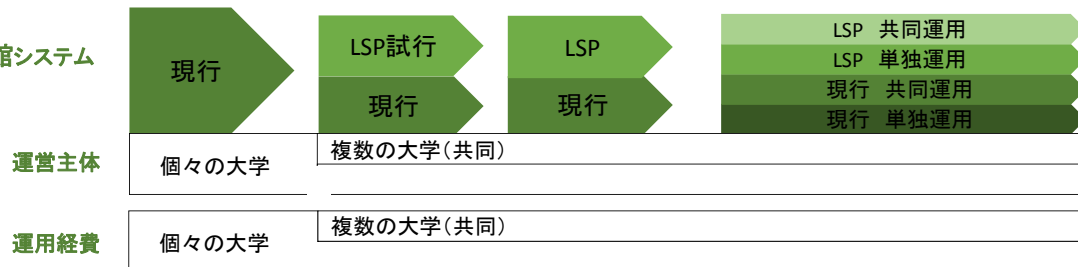 館システム
現行
LSP試行
現行
LSP
現行
LSP 共同運用
LSP 単独運用
現行 共同運用
現行 単独運用
運営主体
個々の大学
複数の大学(共同)
運用経費
個々の大学
複数の大学(共同)